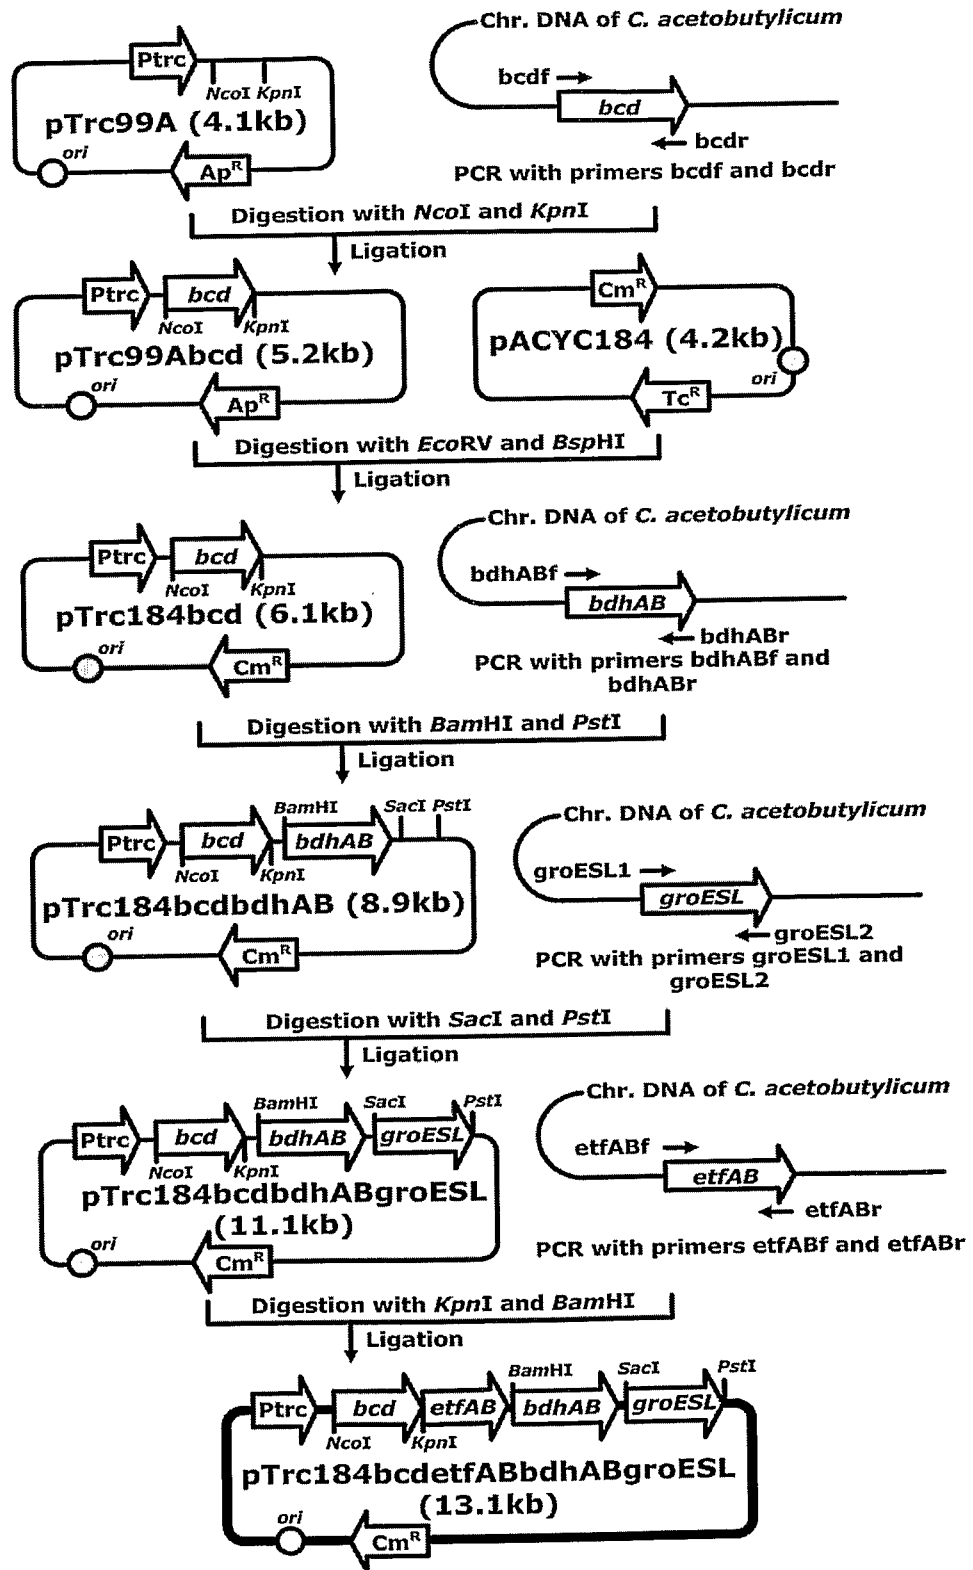 Chr. DNA of C. acetobutylicum
Ptrc
NcoI KpnI
pTrc99A (4.1kb)
ori
ApR
bcdf
bcd
bcdr
PCR with primers bcdf and bcdr
Digestion with NcoI and KpnI
Ligation
Ptrc
bcd
NcoI
KpnI
pTrc99Abcd (5.2kb)
ori
ApR
CmR
pACYC184 (4.2kb)
ori
TcR
Digestion with EcoRV and BspHI
Ligation
Chr. DNA of C. acetobutylicum
Ptrc
bcd
NcoI
KpnI
pTrc184bcd (6.1kb)
ori
CmR
bdhABf
bdhAB
bdhABr
PCR with primers bdhABf and
bdhABr
Digestion with BamHI and PstI
Ligation
BamHI
SacI PstI
Ptrc
bcd
bdhAB
NcoI
KpnI
pTrc184bcdbdhAB (8.9kb)
ori
CmR
Chr. DNA of C. acetobutylicum
groESL1
groESL
groESL2
PCR with primers groESL1 and
groESL2
Digestion with SacI and PstI
Ligation
BamHI
SacI
PstI
Ptrc
bcd
bdhAB
groESL
NcoI
KpnI
pTrc184bcdbdhABgroESL
(11.1kb)
ori
CmR
Chr. DNA of C. acetobutylicum
etfABf
etfAB
etfABr
PCR with primers etfABf and etfABr
Digestion with KpnI and BamHI
Ligation
BamHI
SacI
PstI
Ptrc
bcd
etfAB
bdhAB
groESL
NcoI
KpnI
pTrc184bcdetfABbdhABgroESL
(13.1kb)
ori
CmR